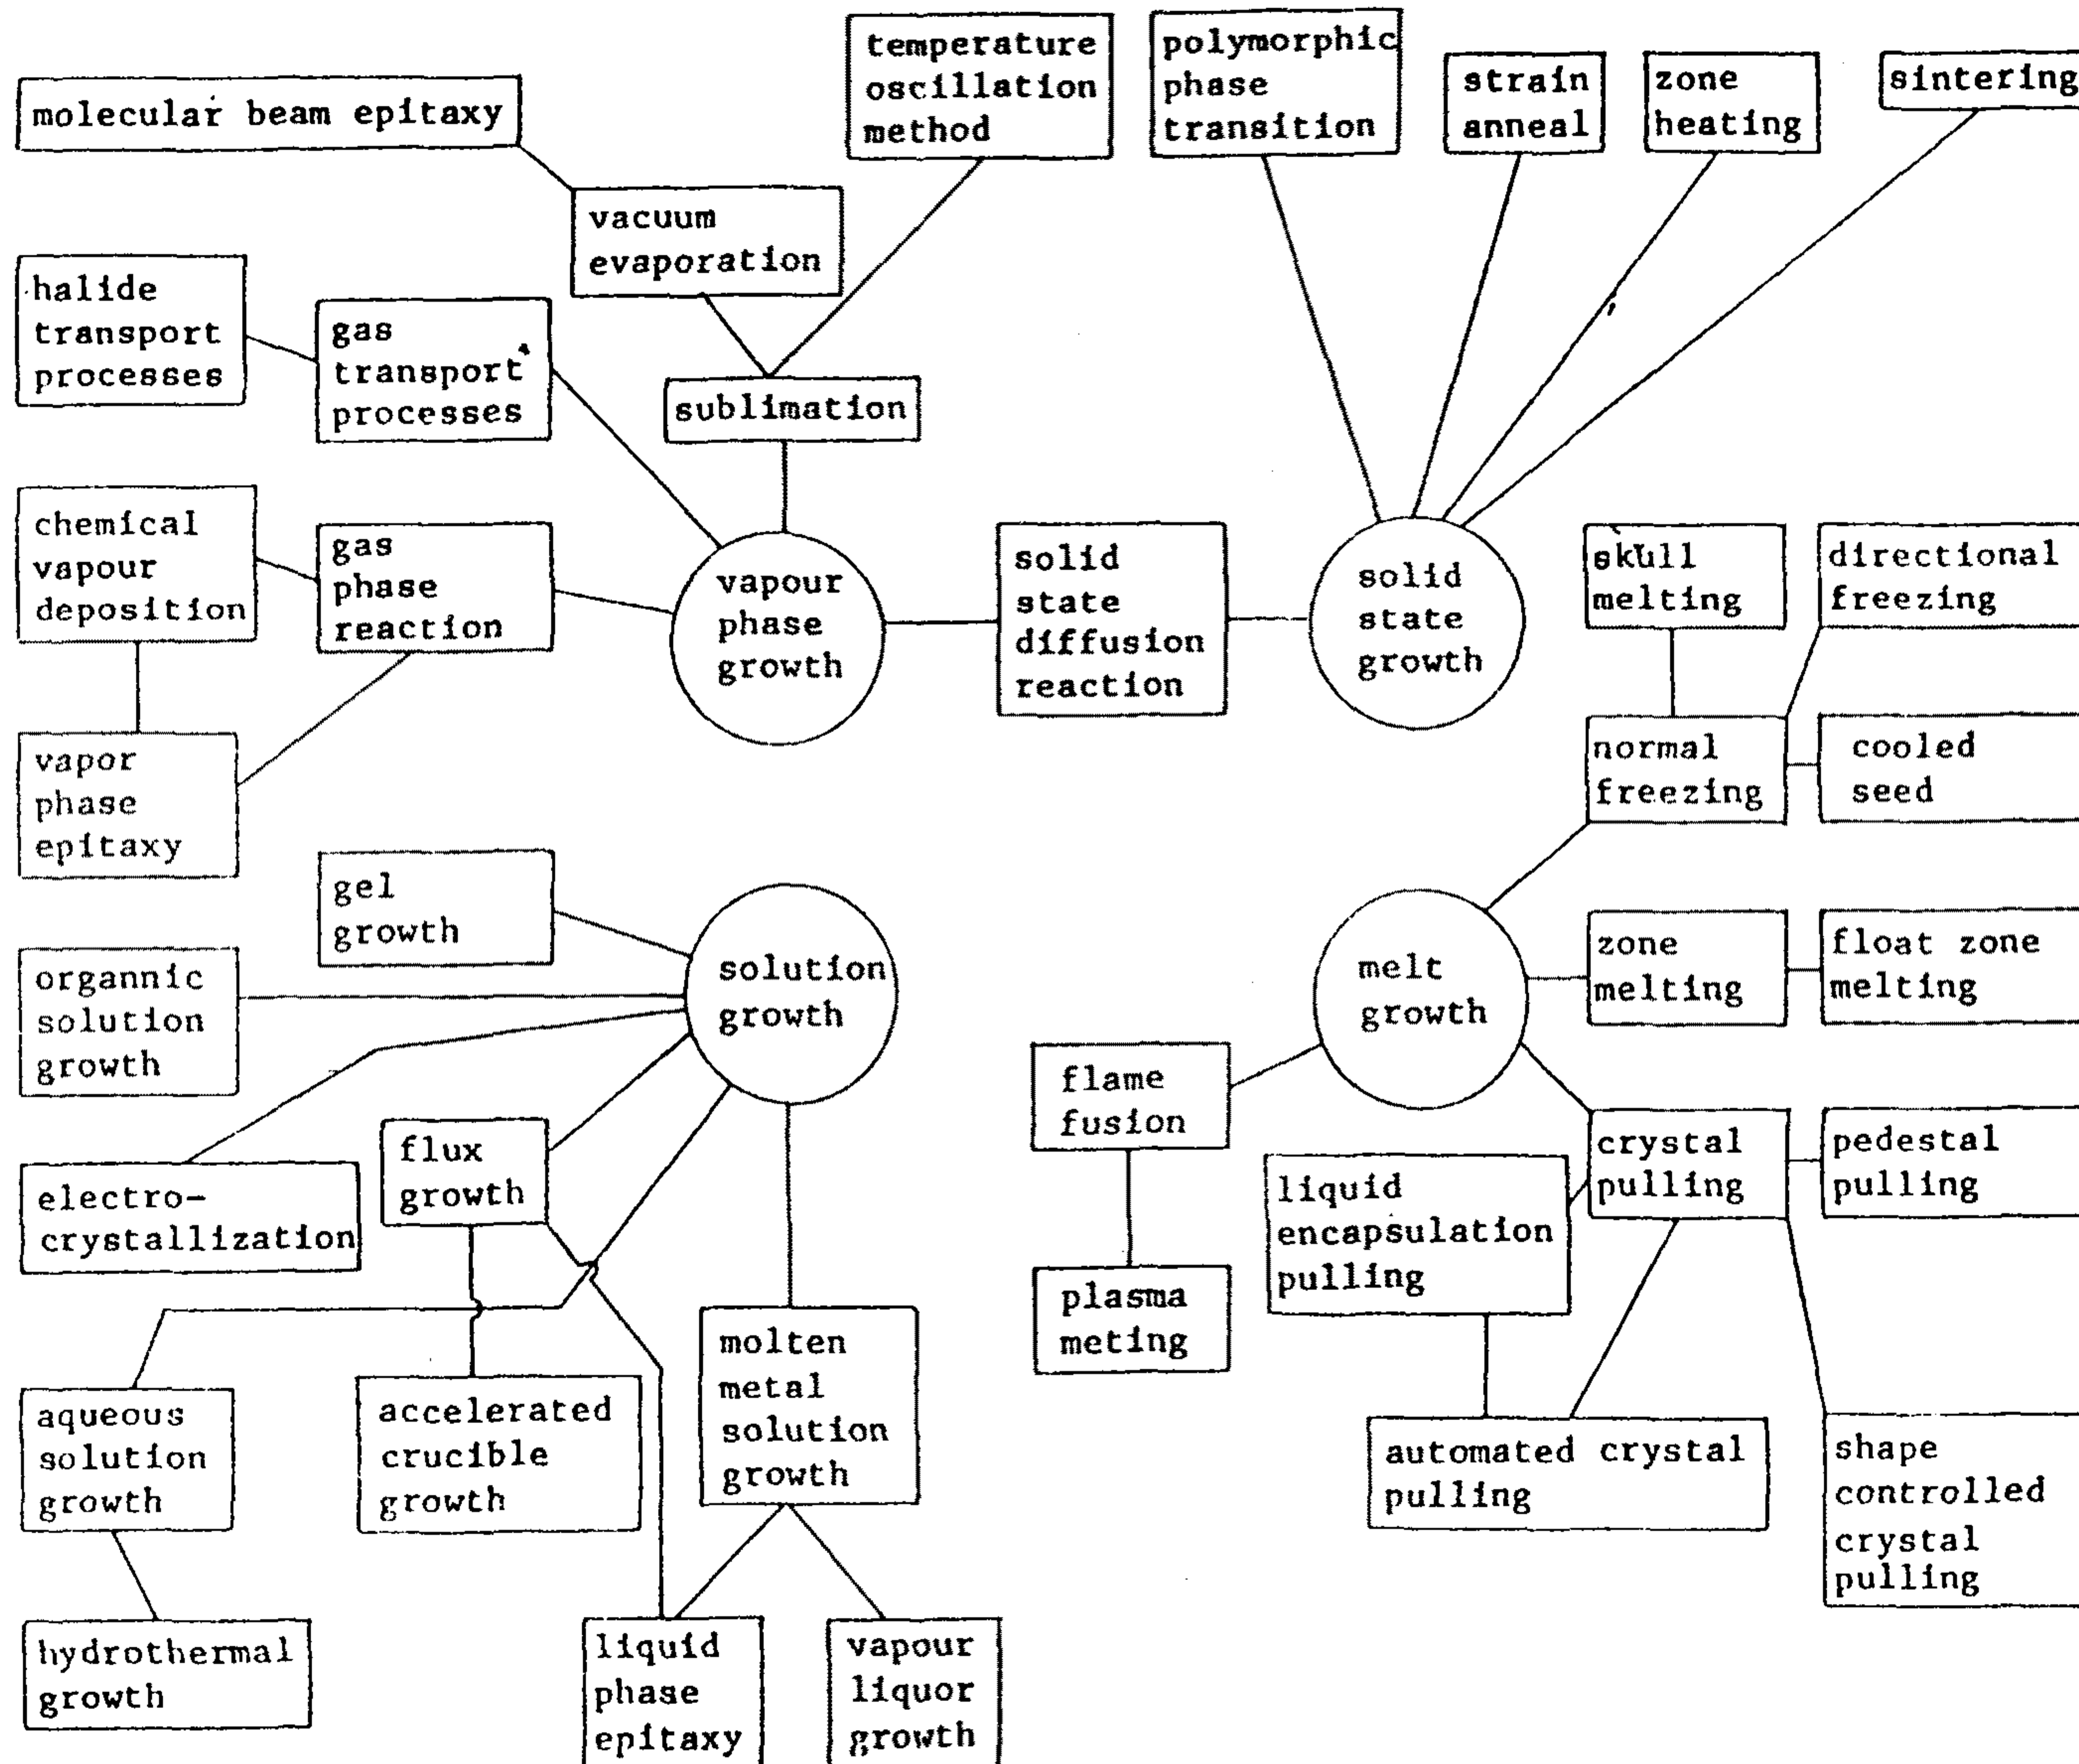 molecular beam epitaxy
temperature
oscillation
method
polymorphic
phase
transition
strain
anneal
zone
heating
sintering
vacuum
evaporation
halide
transport
processes
gas
transport
processes
sublimation
chemical
vapour
deposition
gas
phase
reaction
vapour
phase
growth
solid
state
diffusion
reaction
solid
state
growth
skull
melting
directional
freezing
vapor
phase
epitaxy
normal
freezing
cooled
seed
gel
growth
solution
growth
melt
growth
zone
melting
float zone
melting
organnic
solution
growth
flame
fusion
electro-
crystallization
flux
growth
liquid
encapsulation
pulling
crystal
pulling
pedestal
pulling
plasma
meting
molten
metal
solution
growth
aqueous
solution
growth
accelerated
crucible
growth
automated crystal
pulling
shape
controlled
crystal
pulling
hydrothermal
growth
liquid
phase
epitaxy
vapour
liquor
growth